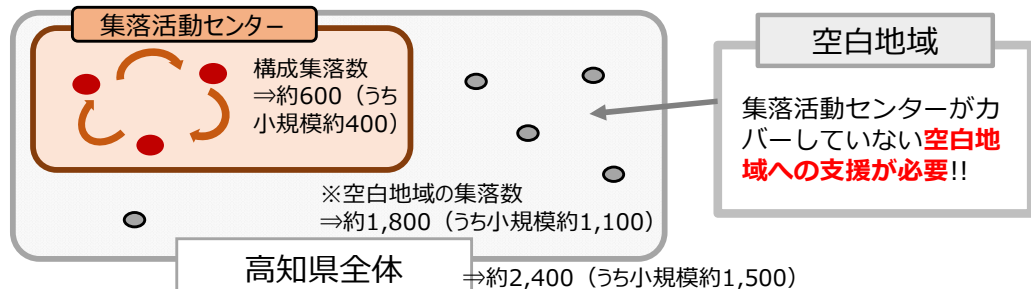 集落活動センター
構成集落数
⇒約600（うち
小規模約400）
※空白地域の集落数
⇒約1,800（うち小規模約1,100）
高知県全体
⇒約2,400（うち小規模約1,500）
空白地域
集落活動センターがカ
バーしていない空白地
域への支援が必要!!